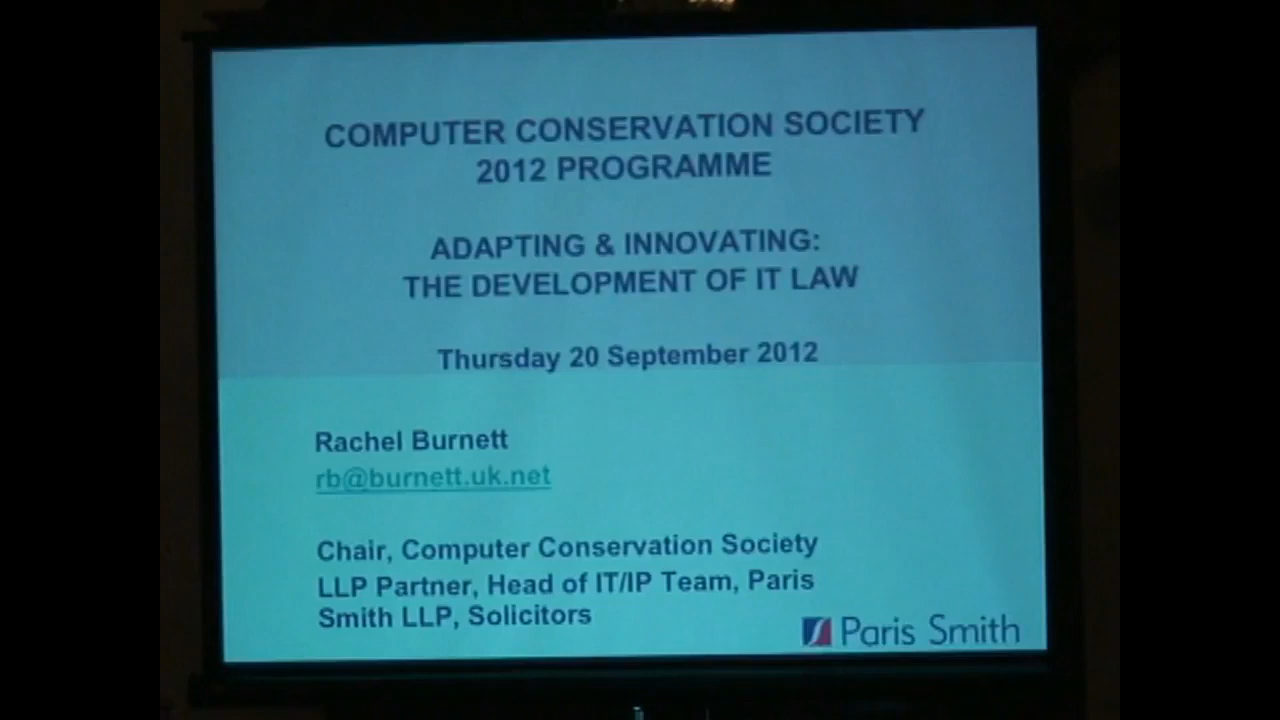 COMPUTER CONSERVATION SOCIETY
2012 PROGRAMME
ADAPTING & INNOVATING:
THE DEVELOPMENT OF IT LAW
Thursday 20 September 2012
Rachel Burnett
rb@burnett.uk.net
Chair, Computer Conservation Society
LLP Partner, Head of IT/IP Team, Paris
Smith LLP, Solicitors
Paris Smith